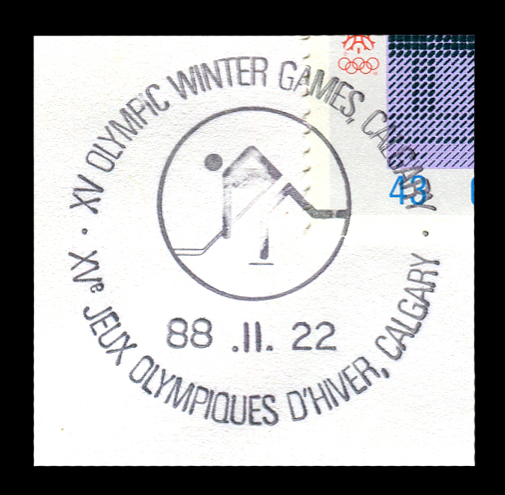 XV OLYMPIC WINTER GAMES, CALGARY
43
88 .II. 22
XVe JEUX OLYMPIQUES D'HIVER, CALGARY